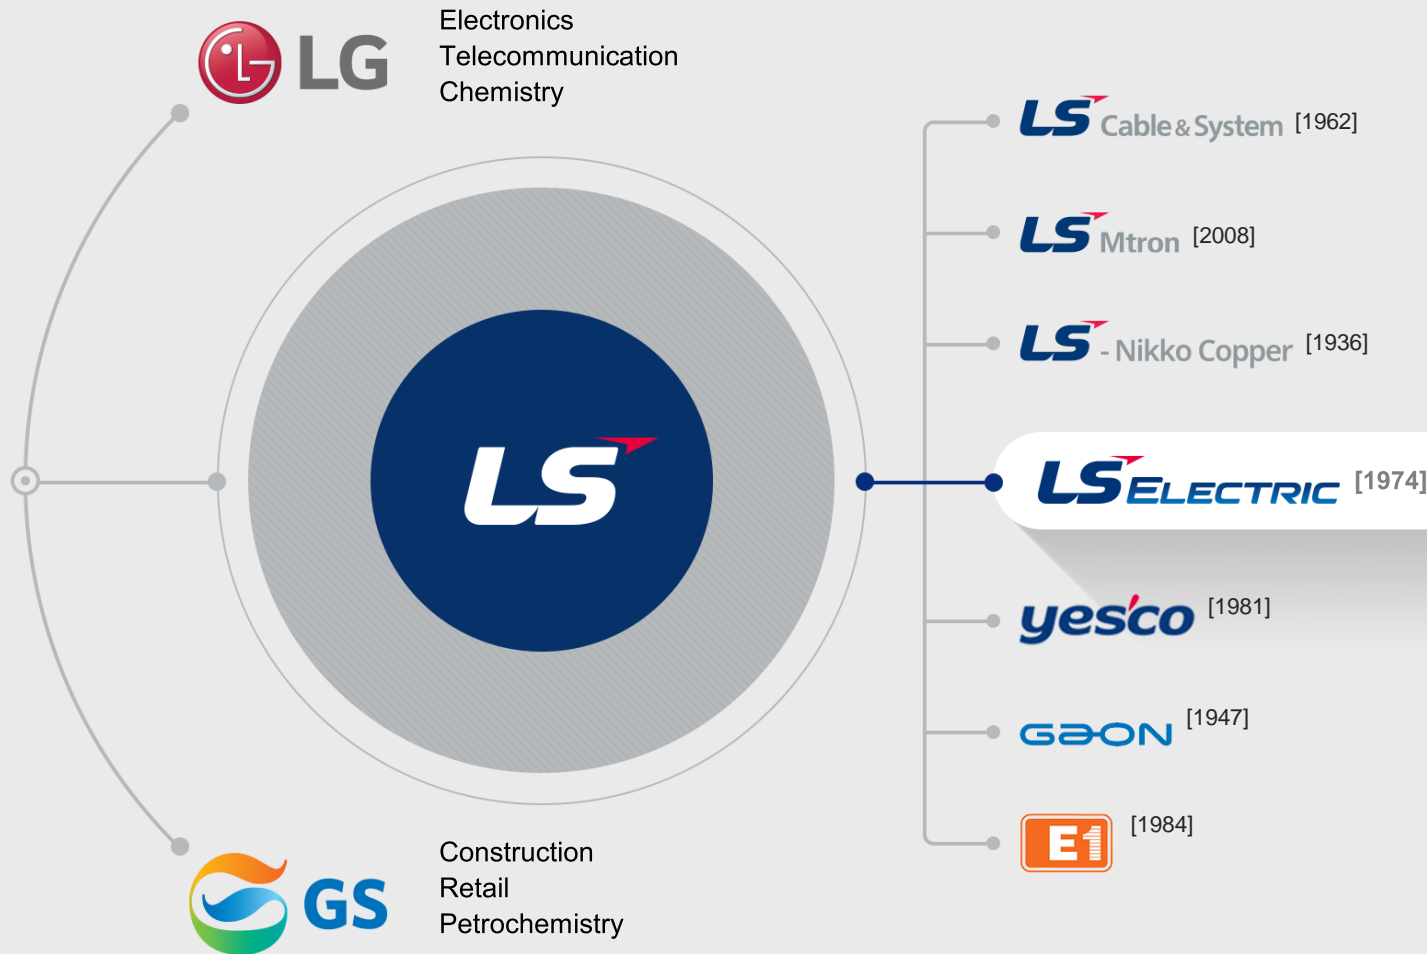 LG
Electronics
Telecommunication
Chemistry
LS
GS
Construction
Retail
Petrochemistry
LS Cable & System [1962]
LS Mtron [2008]
LS - Nikko Copper [1936]
LS ELECTRIC [1974]
yesco [1981]
GAON [1947]
E1 [1984]